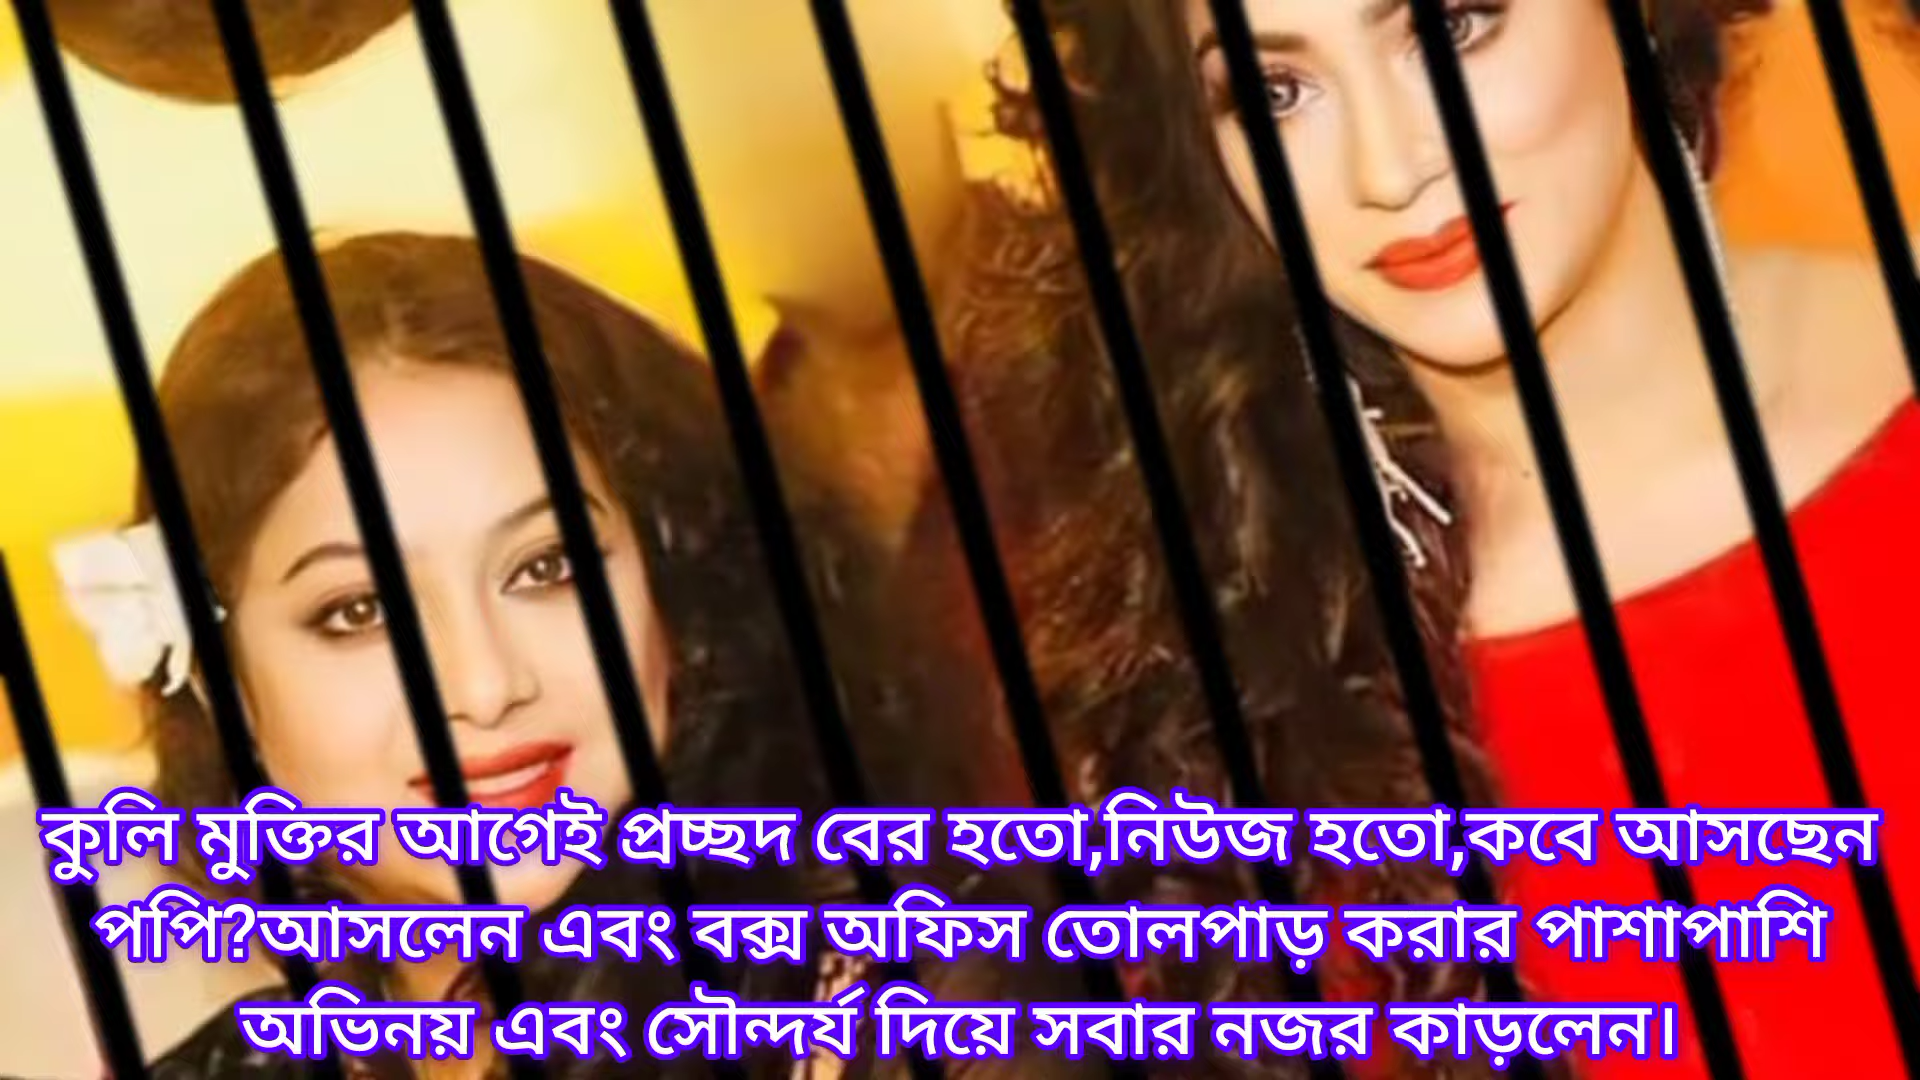 কুলি মুক্তির আগেই প্রচ্ছদ বের হতো,নিউজ হতো,কবে আসছেন
পপি?আসলেন এবং বক্স অফিস তোলপাড় করার পাশাপাশি
অভিনয় এবং সৌন্দর্য দিয়ে সবার নজর কাড়লেন।